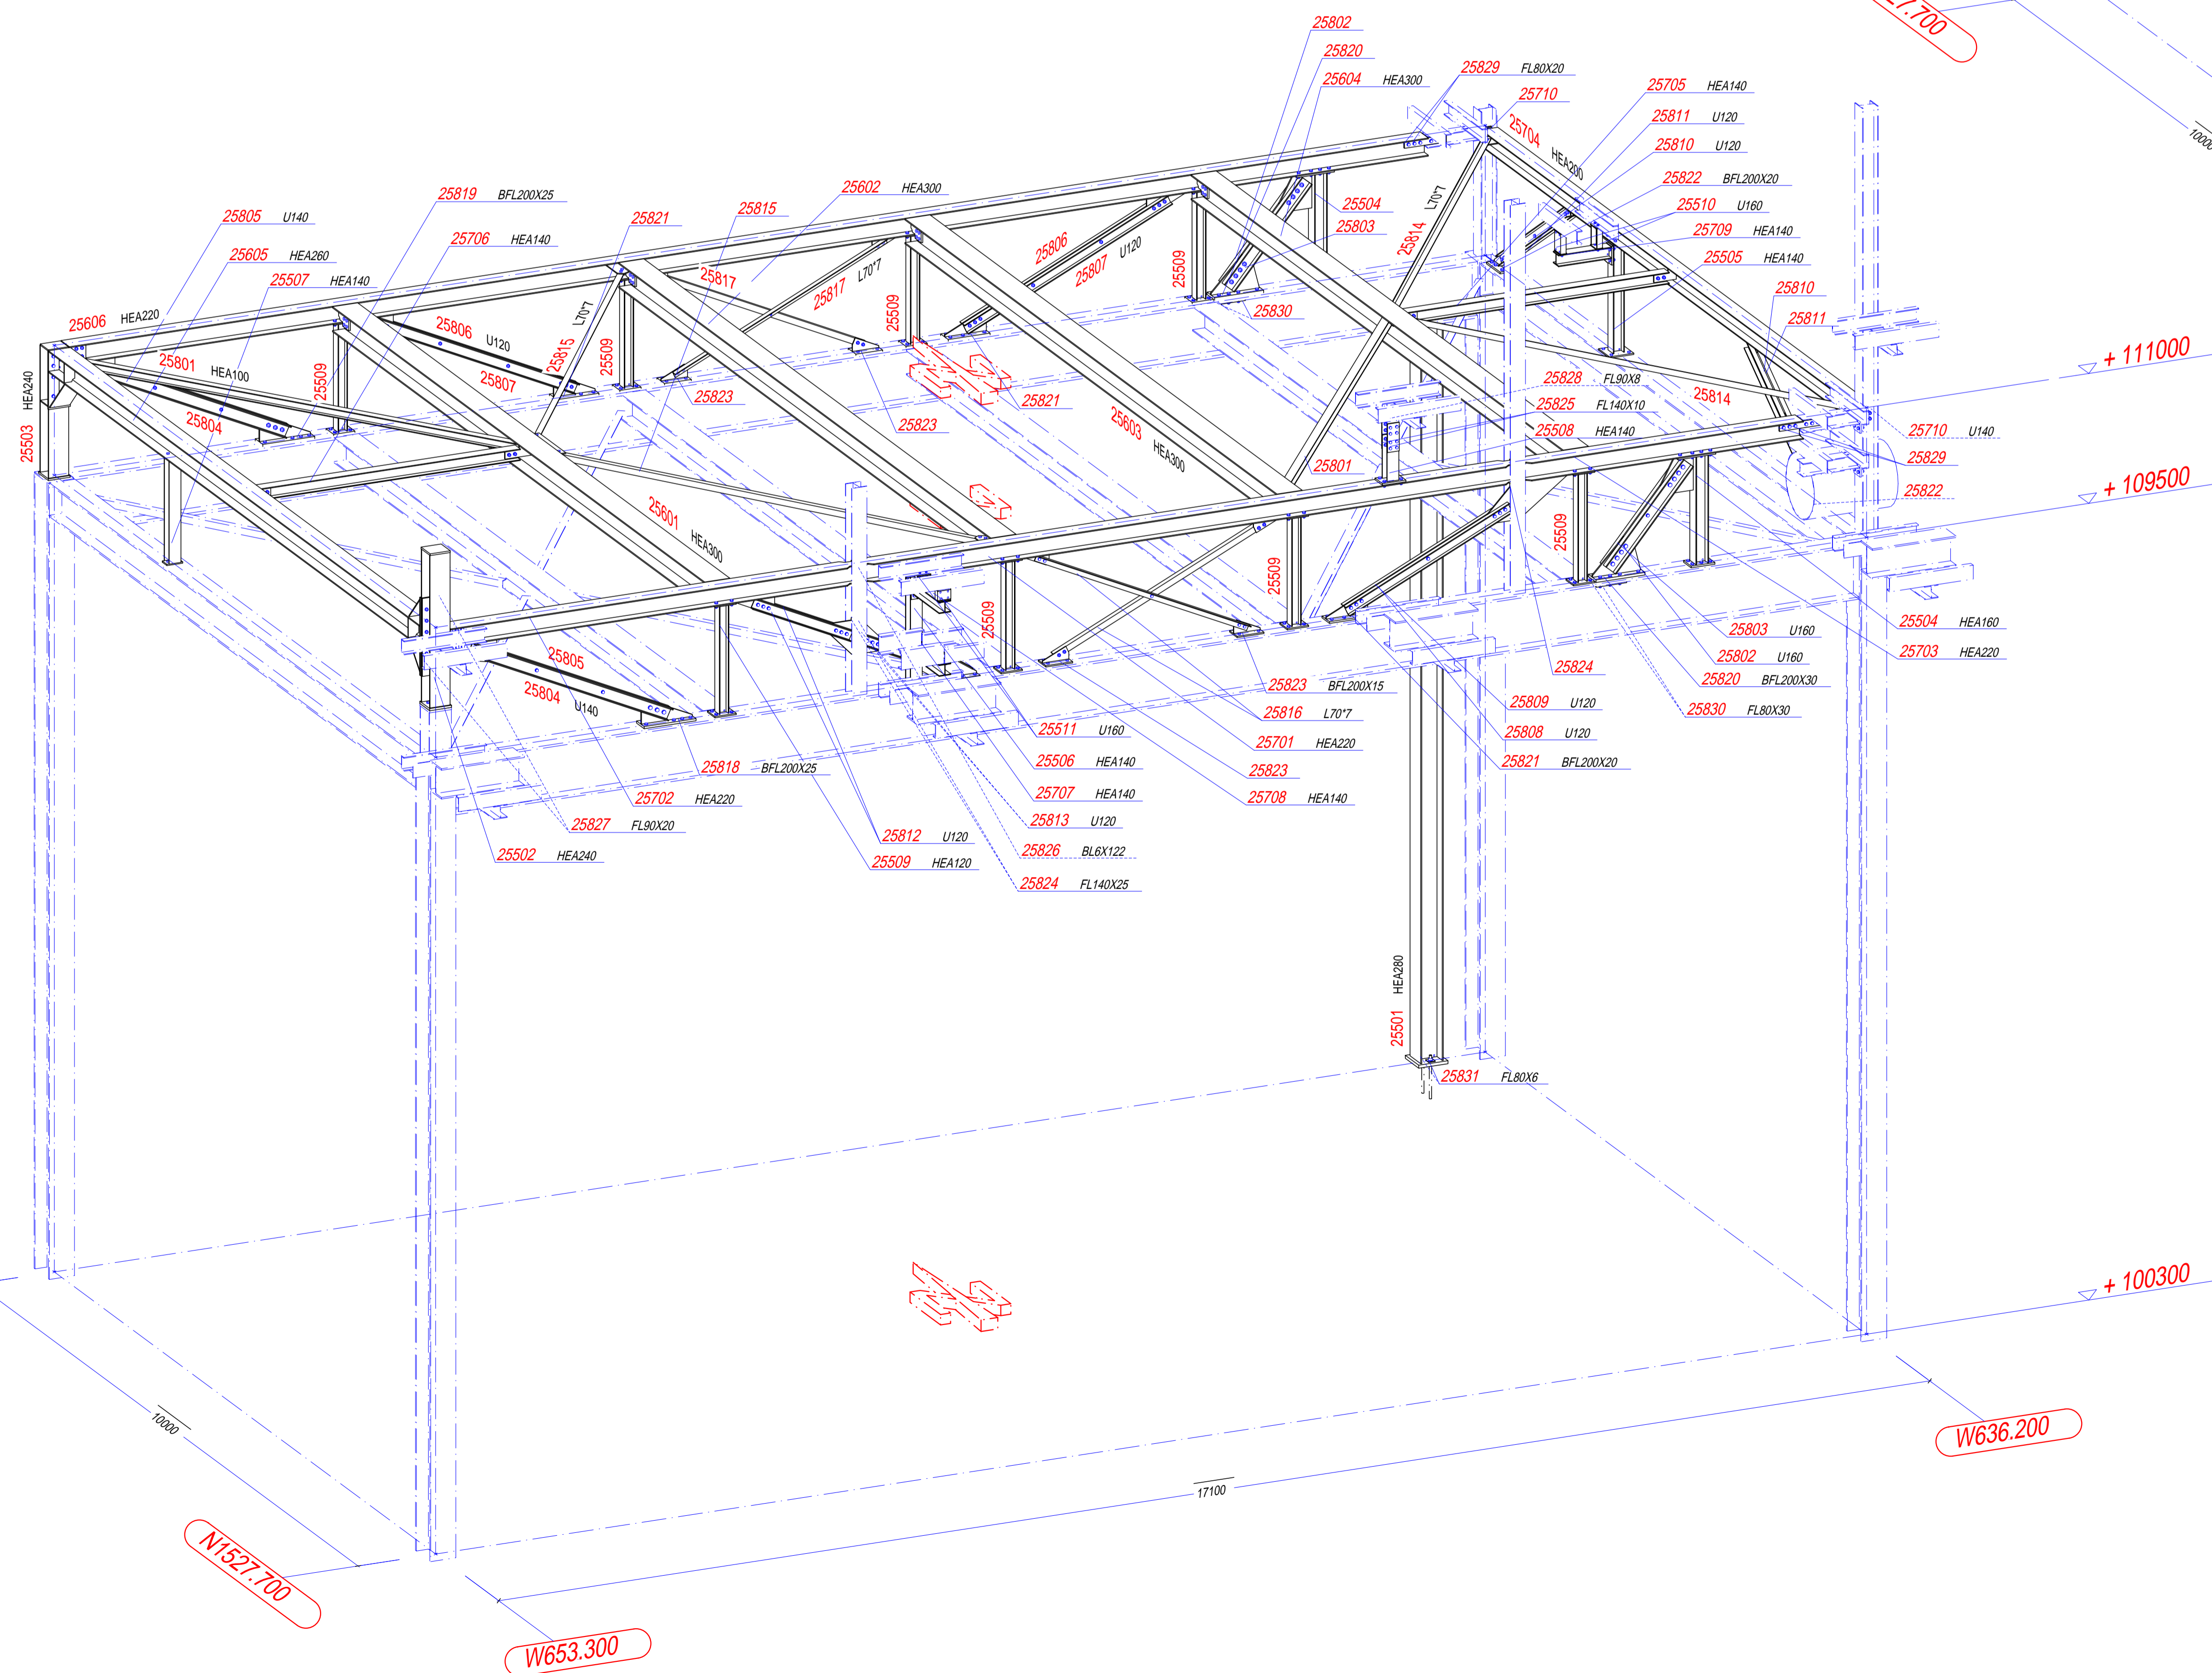 27.700
10000
25802
25820
25604 HEA300
25829 FL80X20
25710
25705 HEA140
25811 U120
25810 U120
25822 BFL200X20
25510 U160
25709 HEA140
25505 HEA140
25704 HEA200
25819 BFL200X25
25602 HEA300
25805 U140
25821
25815
25706 HEA140
25605 HEA260
25507 HEA140
25504
25803
25814 L70*7
25806
25807 U120
25509
25817
25817 L70*7
25509
25830
25810
25811
+ 111000
25606 HEA220
25801 HEA100
25806 U120
25807
25815 L70*7
25509
25509
25804
25503 HEA240
25823
25823
25821
25603 HEA300
25828 FL90X8
25825 FL140X10
25508 HEA140
25801
25814
25710 U140
25829
25822
+ 109500
25601 HEA300
25509
25509
25509
25504 HEA160
25803 U160
25703 HEA220
25802 U160
25824
25820 BFL200X30
25830 FL80X30
25805
25804 U140
25823 BFL200X15
25816 L70*7
25809 U120
25808 U120
25821 BFL200X20
25511 U160
25701 HEA220
25506 HEA140
25823
25818 BFL200X25
25707 HEA140
25708 HEA140
25702 HEA220
25813 U120
25827 FL90X20
25812 U120
25826 BL6X122
25502 HEA240
25509 HEA120
25824 FL140X25
25501 HEA280
25831 FL80X6
+ 100300
10000
W636.200
17100
N1527.700
W653.300